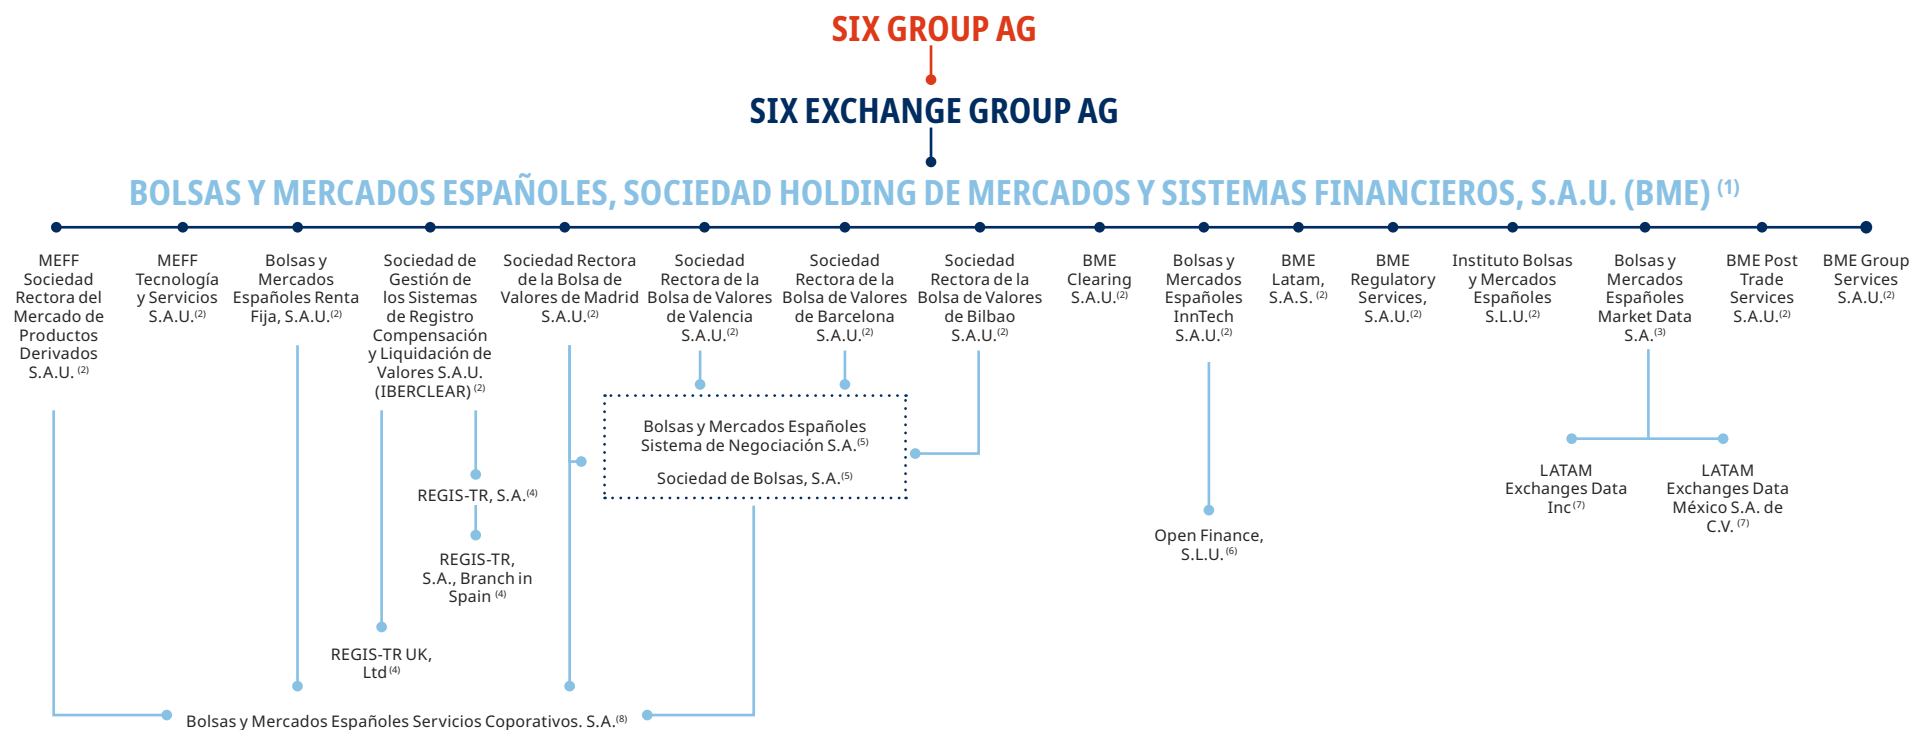 SIX GROUP AG
SIX EXCHANGE GROUP AG
BOLSAS Y MERCADOS ESPAÑOLES, SOCIEDAD HOLDING DE MERCADOS Y SISTEMAS FINANCIEROS, S.A.U. (BME) (1)
MEFF
Sociedad
Rectora del
Mercado de
Productos
Derivados
S.A.U. (2)
MEFF
Tecnología
y Servicios
S.A.U.(2)
Bolsas y
Mercados
Españoles Renta
Fija, S.A.U.(2)
Sociedad de
Gestión de
los Sistemas
de Registro
Compensación
y Liquidación de
Valores S.A.U.
(IBERCLEAR) (2)
Sociedad Rectora
de la Bolsa de
Valores de Madrid
S.A.U.(2)
Sociedad
Rectora de la
Bolsa de Valores
de Valencia
S.A.U.(2)
Sociedad
Rectora de la
Bolsa de Valores
de Barcelona
S.A.U.(2)
Sociedad
Rectora de la
Bolsa de Valores
de Bilbao
S.A.U.(2)
BME
Clearing
S.A.U.(2)
Bolsas y
Mercados
Españoles
InnTech
S.A.U.(2)
BME
Latam,
S.A.S. (2)
BME
Regulatory
Services,
S.A.U.(2)
Instituto Bolsas
y Mercados
Españoles
S.L.U.(2)
Bolsas y
Mercados
Españoles
Market Data
S.A.(3)
BME Post
Trade
Services
S.A.U.(2)
BME Group
Services
S.A.U.(2)
Bolsas y Mercados Españoles
Sistema de Negociación S.A.(5)
Sociedad de Bolsas, S.A.(5)
REGIS-TR, S.A.(4)
REGIS-TR,
S.A., Branch in
Spain (4)
REGIS-TR UK,
Ltd (4)
Open Finance,
S.L.U. (6)
LATAM
Exchanges Data
Inc (7)
LATAM
Exchanges Data
México S.A. de
C.V. (7)
Bolsas y Mercados Españoles Servicios Coporativos. S.A.(8)